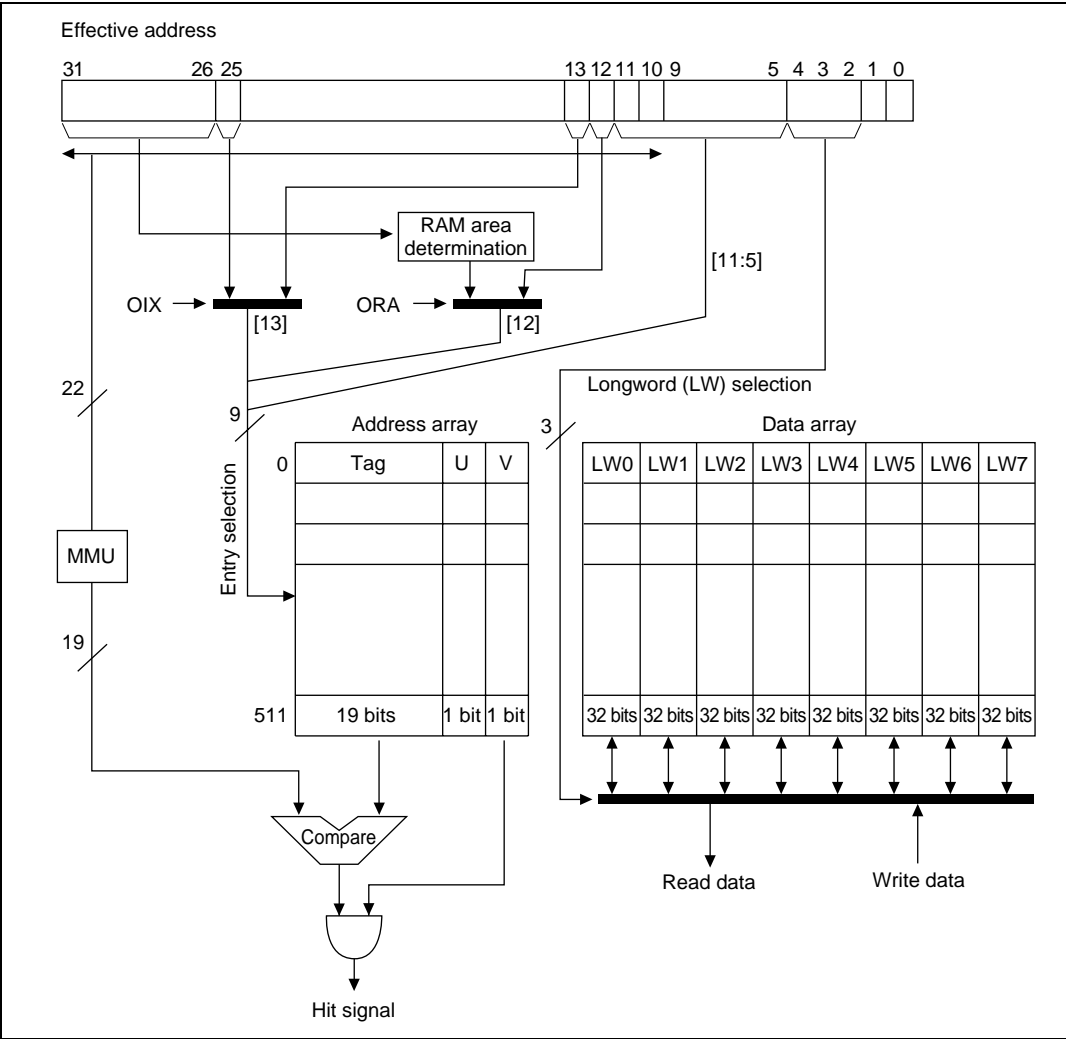 Effective address
31 26 25 13 12 11 10 9 5 4 3 2 1 0
RAM area
determination
[11:5]
OIX
ORA
[13]
[12]
22
Longword (LW) selection
9
3
Address array
Data array
Entry selection
0 Tag U V
LW0 LW1 LW2 LW3 LW4 LW5 LW6 LW7
MMU
19
511 19 bits 1 bit 1 bit
32 bits 32 bits 32 bits 32 bits 32 bits 32 bits 32 bits 32 bits
Compare
Read data
Write data
Hit signal